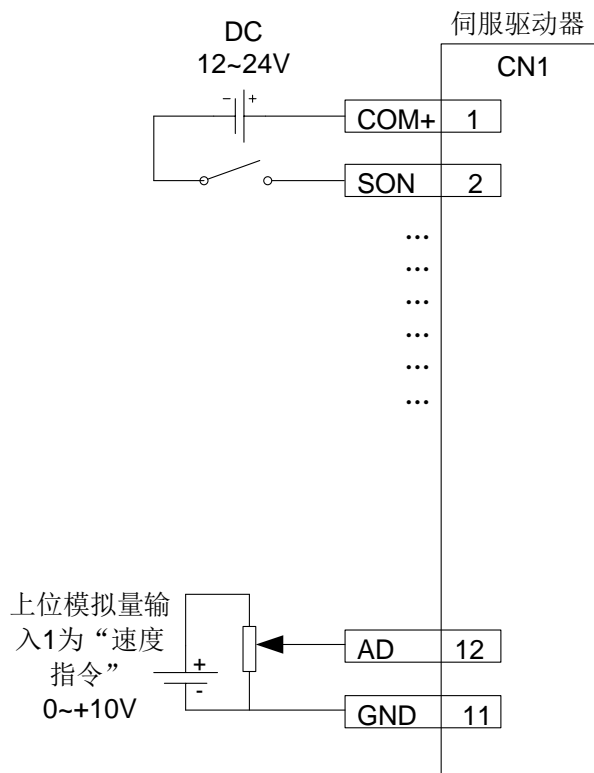 伺服驱动器
CN1
DC
12~24V
- +
COM+ 1
SON 2
...
...
...
...
...
...
上位模拟量输
入1为“速度
指令”
0~+10V
+
-
AD 12
GND 11